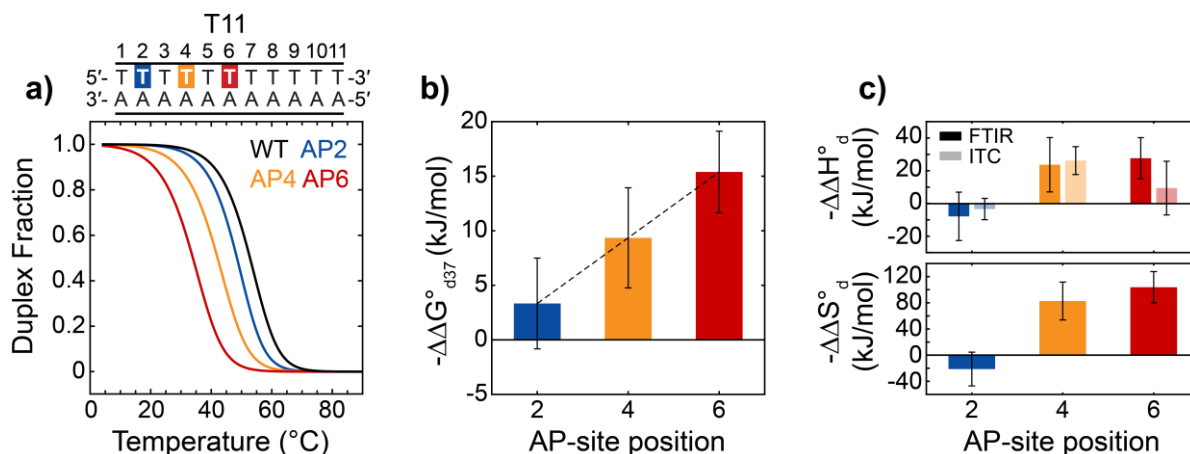 T11
1 2 3 4 5 6 7 8 9 10 11
5′- T T T T T T T T T T T -3′
3′- A A A A A A A A A A A -5′
a)
1.0
0.8
0.6
0.4
0.2
0
Duplex Fraction
WT AP2
AP4 AP6
0 20 40 60 80
Temperature (°C)
b)
20
15
10
5
0
-5
-ΔΔG°d37 (kJ/mol)
2 4 6
AP-site position
c)
40
20
0
-20
-ΔΔH°d
(kJ/mol)
FTIR
ITC
120
80
40
0
-40
-ΔΔS°d
(kJ/mol)
2 4 6
AP-site position